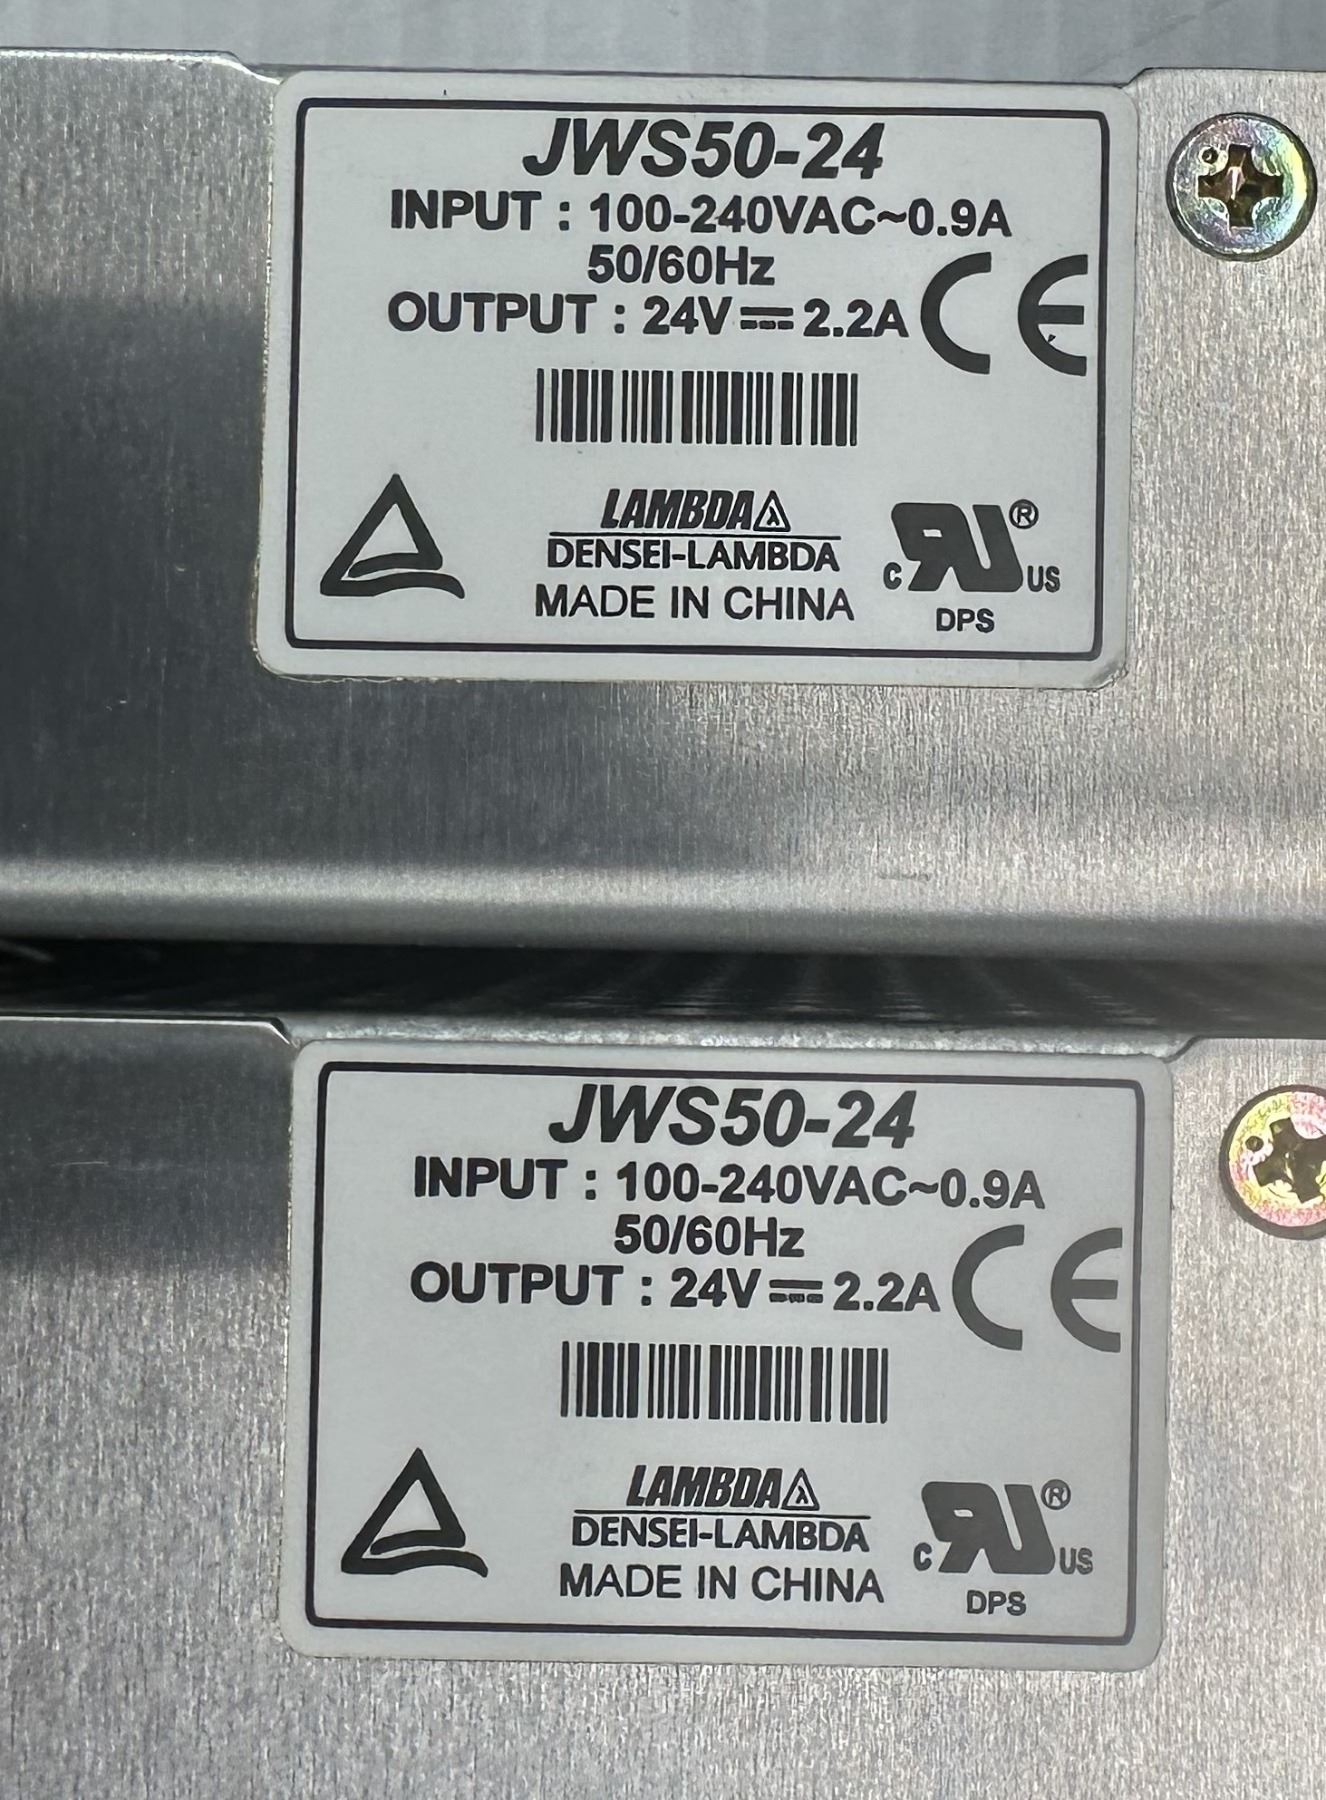 JWS50-24
INPUT : 100-240VAC~0.9A
50/60Hz
OUTPUT : 24V⎓2.2A CE
LAMBDA
DENSEI-LAMBDA
MADE IN CHINA
c RU® US
DPS
JWS50-24
INPUT : 100-240VAC~0.9A
50/60Hz
OUTPUT : 24V⎓2.2A CE
LAMBDA
DENSEI-LAMBDA
MADE IN CHINA
c RU® US
DPS